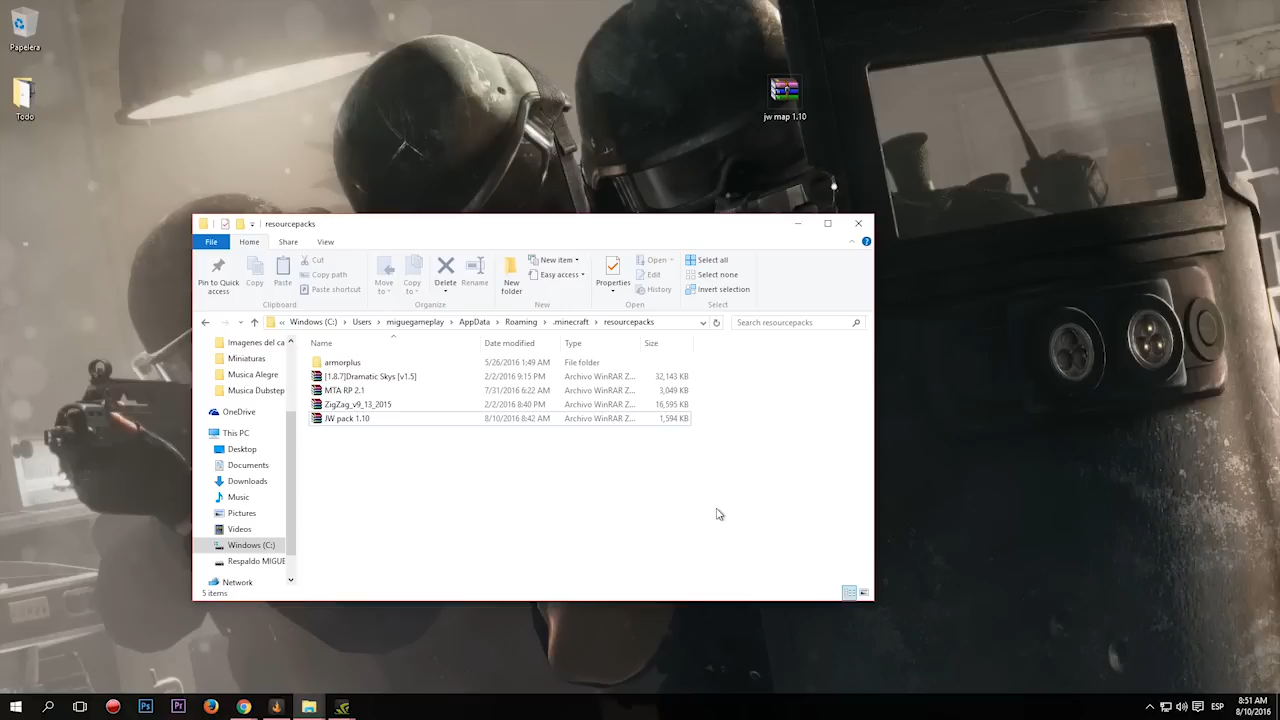 Papelera
Todo
jw map 1.10
resourcepacks
File Home Share View
Pin to Quick access
Copy
Paste
Cut
Copy path
Paste shortcut
Clipboard
Move to
Copy to
Delete
Rename
Organize
New folder
New item
Easy access
New
Properties
Open
Edit
History
Open
Select all
Select none
Invert selection
Select
« Windows (C:) > Users > miguegameplay > AppData > Roaming > .minecraft > resourcepacks
Search resourcepacks
Imagenes del ca
Miniaturas
Musica Alegre
Musica Dubstep
OneDrive
This PC
Desktop
Documents
Downloads
Music
Pictures
Videos
Windows (C:)
Respaldo MIGUE
Network
Name Date modified Type Size
armorplus 5/26/2016 1:49 AM File folder
[1.8.7]Dramatic Skys [v1.5] 2/2/2016 9:15 PM Archivo WinRAR Z... 32,143 KB
MTA RP 2.1 7/31/2016 6:22 AM Archivo WinRAR Z... 3,049 KB
ZigZag_v9_13_2015 2/2/2016 8:40 PM Archivo WinRAR Z... 16,595 KB
JW pack 1.10 8/10/2016 8:42 AM Archivo WinRAR Z... 1,594 KB
5 items
Ps
Pr
ESP
8:51 AM
8/10/2016